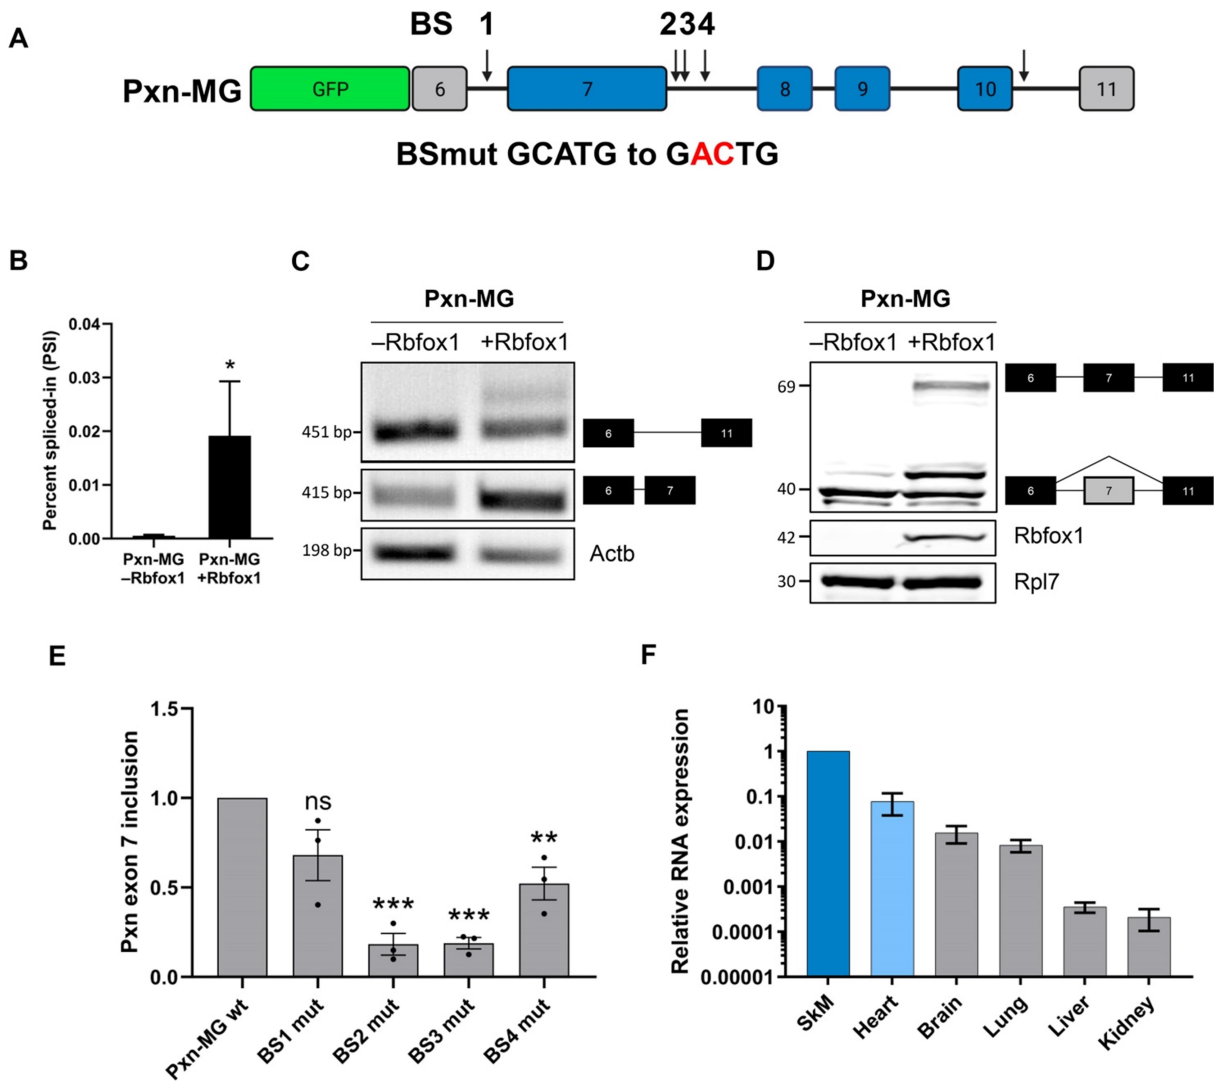 A
BS 1 234
Pxn-MG GFP 6 7 8 9 10 11
BSmut GCATG to GACTG
B
Percent spliced-in (PSI)
0.04
0.03
0.02
0.01
0.00
*
Pxn-MG
–Rbfox1
Pxn-MG
+Rbfox1
C
Pxn-MG
–Rbfox1 +Rbfox1
451 bp
6 11
415 bp
6 7
198 bp
Actb
D
Pxn-MG
–Rbfox1 +Rbfox1
69
6 7 11
40
6 7 11
42
Rbfox1
30
Rpl7
E
Pxn exon 7 inclusion
1.5
1.0
0.5
0.0
ns
***
***
**
Pxn-MG wt
BS1 mut
BS2 mut
BS3 mut
BS4 mut
F
Relative RNA expression
10
1
0.1
0.01
0.001
0.0001
0.00001
SkM
Heart
Brain
Lung
Liver
Kidney